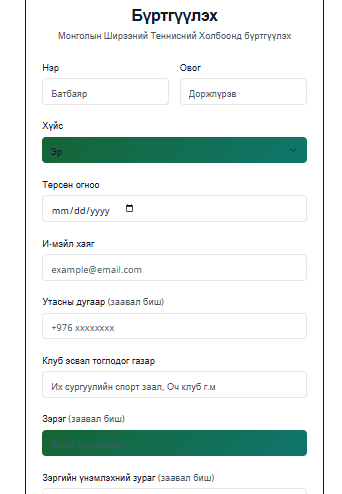 Бүртгүүлэх
Монголын Ширээний Теннисний Холбоонд бүртгүүлэх
Нэр Овог
Батбаяр Доржпүрэв
Хүйс
Эр
Төрсөн огноо
mm/dd/yyyy
И-мэйл хаяг
example@email.com
Утасны дугаар (заавал биш)
+976 xxxxxxxx
Клуб эсвэл тоглодог газар
Их сургуулийн спорт заал, Оч клуб г.м
Зэрэг (заавал биш)
Зэргийн үнэмлэхний зураг (заавал биш)